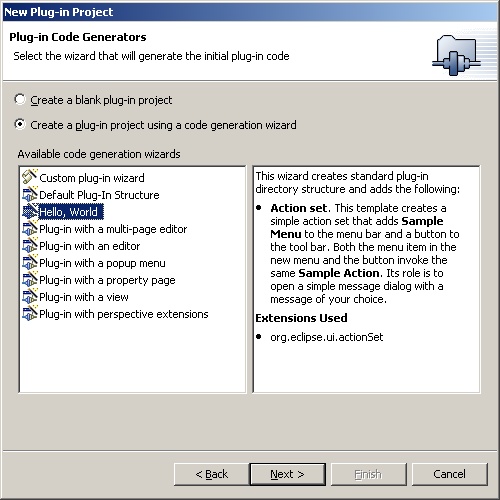 New Plug-in Project
Plug-in Code Generators
Select the wizard that will generate the initial plug-in code
Create a blank plug-in project
Create a plug-in project using a code generation wizard
Available code generation wizards
Custom plug-in wizard
Default Plug-In Structure
Hello, World
Plug-in with a multi-page editor
Plug-in with an editor
Plug-in with a popup menu
Plug-in with a property page
Plug-in with a view
Plug-in with perspective extensions
This wizard creates standard plug-in
directory structure and adds the following:
• Action set. This template creates a
simple action set that adds Sample
Menu to the menu bar and a button to
the tool bar. Both the menu item in the
new menu and the button invoke the
same Sample Action. Its role is to
open a simple message dialog with a
message of your choice.
Extensions Used
• org.eclipse.ui.actionSet
< Back
Next >
Finish
Cancel